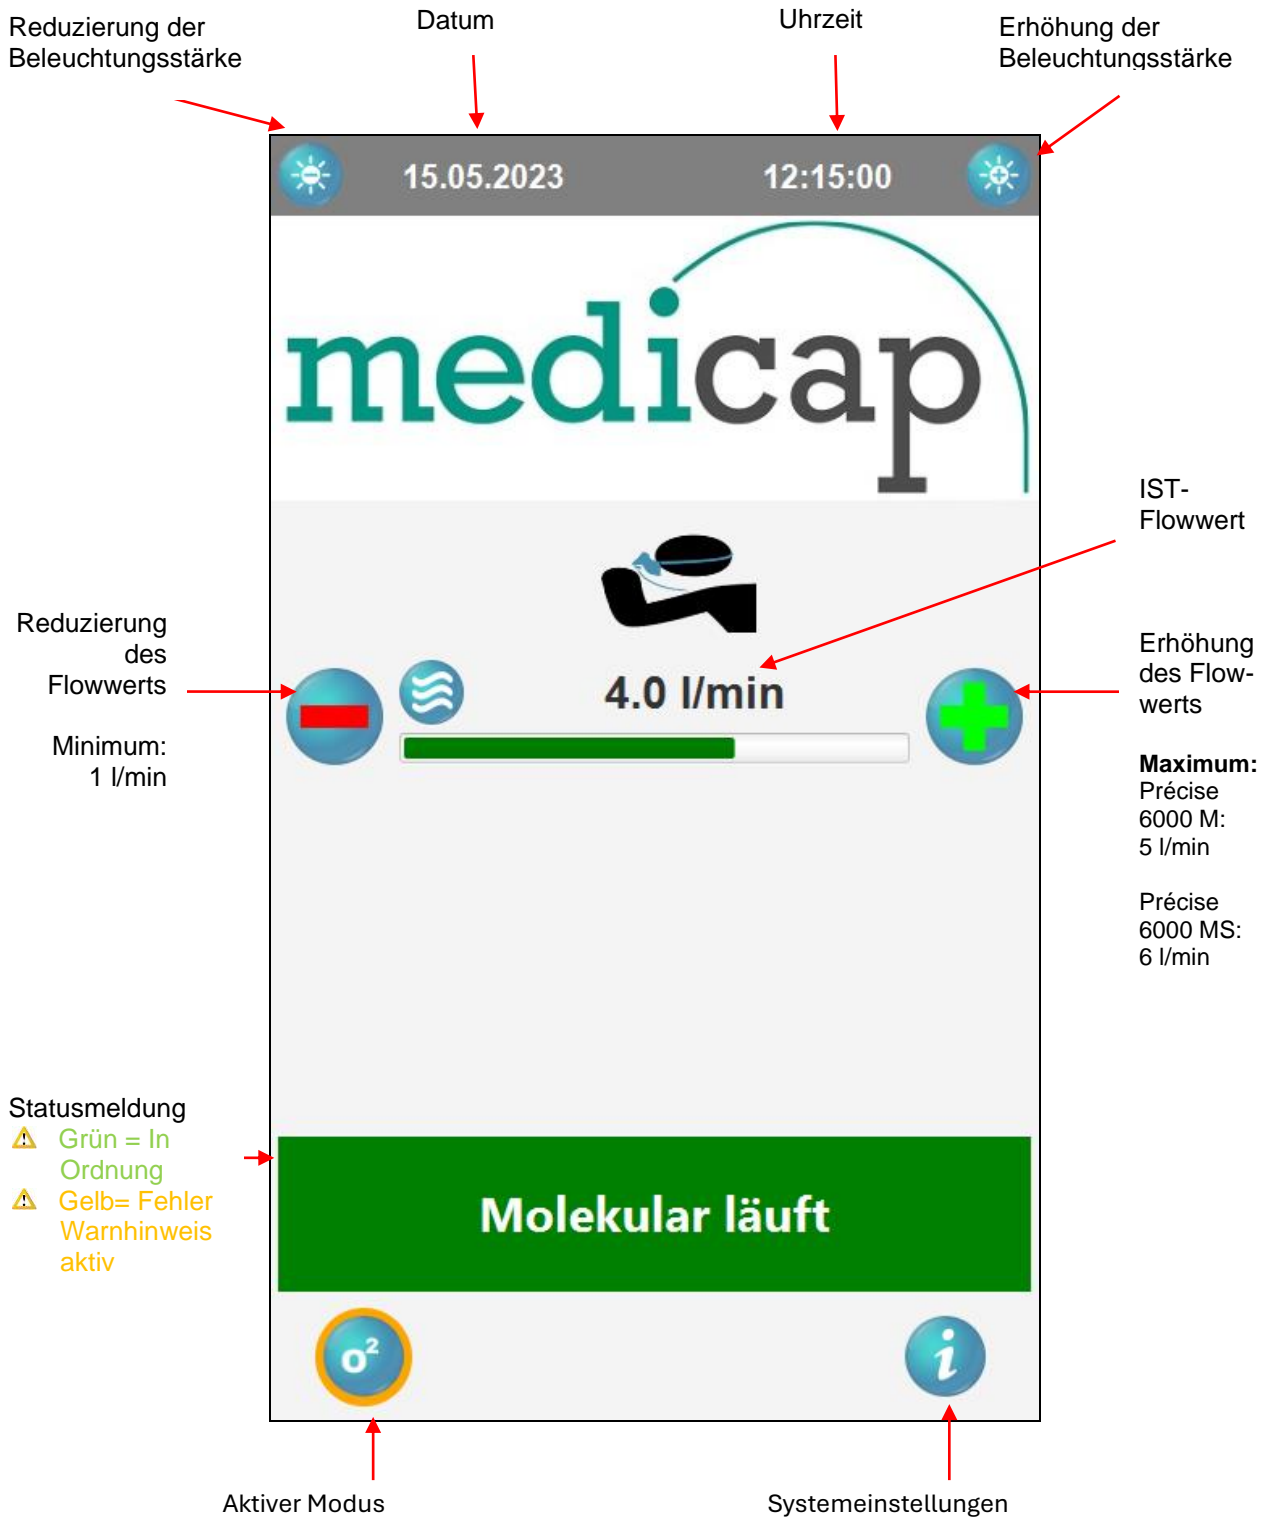 Reduzierung der
Beleuchtungsstärke
Datum
Uhrzeit
Erhöhung der
Beleuchtungsstärke
15.05.2023
12:15:00
medicap
IST-
Flowwert
Reduzierung
des
Flowwerts
Minimum:
1 l/min
4.0 l/min
Erhöhung
des Flow-
werts
Maximum:
Précise
6000 M:
5 l/min
Précise
6000 MS:
6 l/min
Statusmeldung
Grün = In
Ordnung
Gelb= Fehler
Warnhinweis
aktiv
Molekular läuft
o²
i
Aktiver Modus
Systemeinstellungen